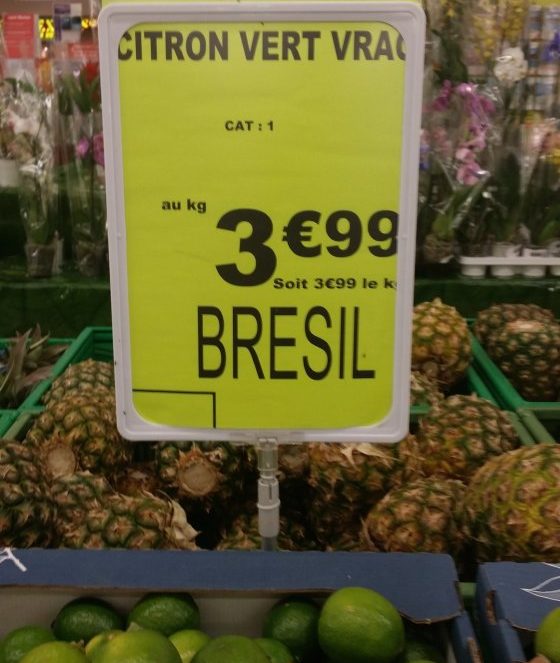 CITRON VERT VRAC
CAT : 1
au kg
3 €99
Soit 3€99 le k
BRESIL